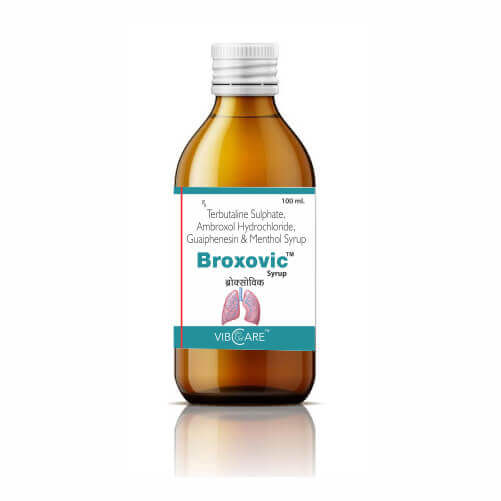 ℞ 100 ml.
Terbutaline Sulphate,
Ambroxol Hydrochloride,
Guaiphenesin & Menthol Syrup
Broxovic™
Syrup
ब्रोक्सोविक
VIBCARE™